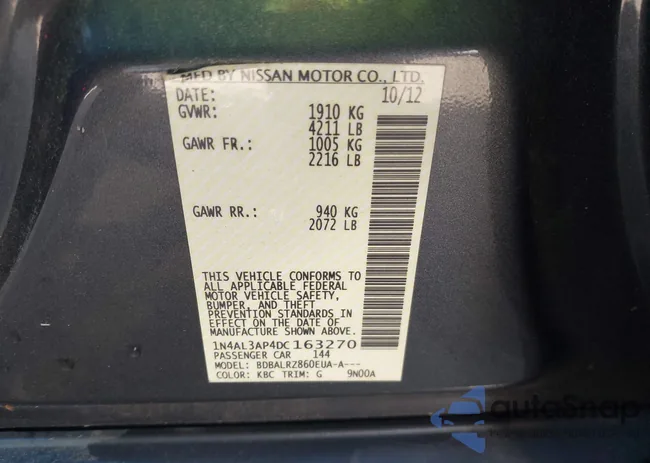 MFD BY NISSAN MOTOR CO., LTD.
DATE: 10/12
GVWR: 1910 KG
4211 LB
GAWR FR.: 1005 KG
2216 LB
GAWR RR.: 940 KG
2072 LB
THIS VEHICLE CONFORMS TO
ALL APPLICABLE FEDERAL
MOTOR VEHICLE SAFETY,
BUMPER, AND THEFT
PREVENTION STANDARDS IN
EFFECT ON THE DATE OF
MANUFACTURE SHOWN ABOVE.
1N4AL3AP4DC163270
PASSENGER CAR 144
MODEL: BDBALRZ860EUA-A---
COLOR: KBC TRIM: G 9N00A
autoSnap